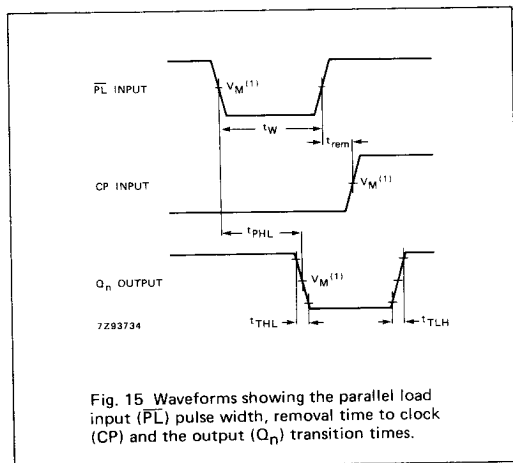 P̅L̅ INPUT
V_M(1)
t_W
t_rem
CP INPUT
V_M(1)
t_PHL
Q_n OUTPUT
V_M(1)
7Z93734
t_THL
t_TLH
Fig. 15 Waveforms showing the parallel load
input (P̅L̅) pulse width, removal time to clock
(CP) and the output (Q_n) transition times.